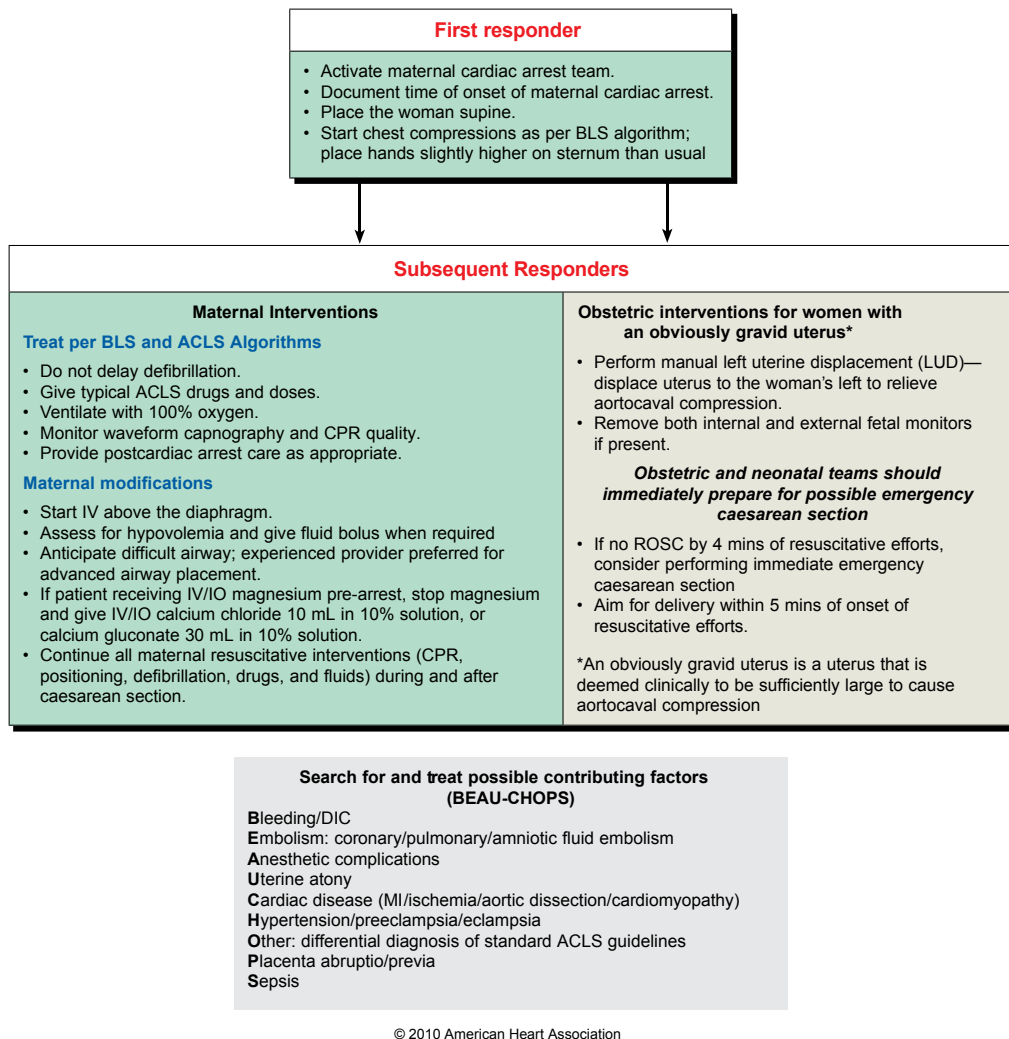 First responder
• Activate maternal cardiac arrest team.
• Document time of onset of maternal cardiac arrest.
• Place the woman supine.
• Start chest compressions as per BLS algorithm;
place hands slightly higher on sternum than usual
Subsequent Responders
Maternal Interventions
Treat per BLS and ACLS Algorithms
• Do not delay defibrillation.
• Give typical ACLS drugs and doses.
• Ventilate with 100% oxygen.
• Monitor waveform capnography and CPR quality.
• Provide postcardiac arrest care as appropriate.
Maternal modifications
• Start IV above the diaphragm.
• Assess for hypovolemia and give fluid bolus when required
• Anticipate difficult airway; experienced provider preferred for
advanced airway placement.
• If patient receiving IV/IO magnesium pre-arrest, stop magnesium
and give IV/IO calcium chloride 10 mL in 10% solution, or
calcium gluconate 30 mL in 10% solution.
• Continue all maternal resuscitative interventions (CPR,
positioning, defibrillation, drugs, and fluids) during and after
caesarean section.
Obstetric interventions for women with
an obviously gravid uterus*
• Perform manual left uterine displacement (LUD)—
displace uterus to the woman's left to relieve
aortocaval compression.
• Remove both internal and external fetal monitors
if present.
Obstetric and neonatal teams should
immediately prepare for possible emergency
caesarean section
• If no ROSC by 4 mins of resuscitative efforts,
consider performing immediate emergency
caesarean section
• Aim for delivery within 5 mins of onset of
resuscitative efforts.
*An obviously gravid uterus is a uterus that is
deemed clinically to be sufficiently large to cause
aortocaval compression
Search for and treat possible contributing factors
(BEAU-CHOPS)
Bleeding/DIC
Embolism: coronary/pulmonary/amniotic fluid embolism
Anesthetic complications
Uterine atony
Cardiac disease (MI/ischemia/aortic dissection/cardiomyopathy)
Hypertension/preeclampsia/eclampsia
Other: differential diagnosis of standard ACLS guidelines
Placenta abruptio/previa
Sepsis
© 2010 American Heart Association